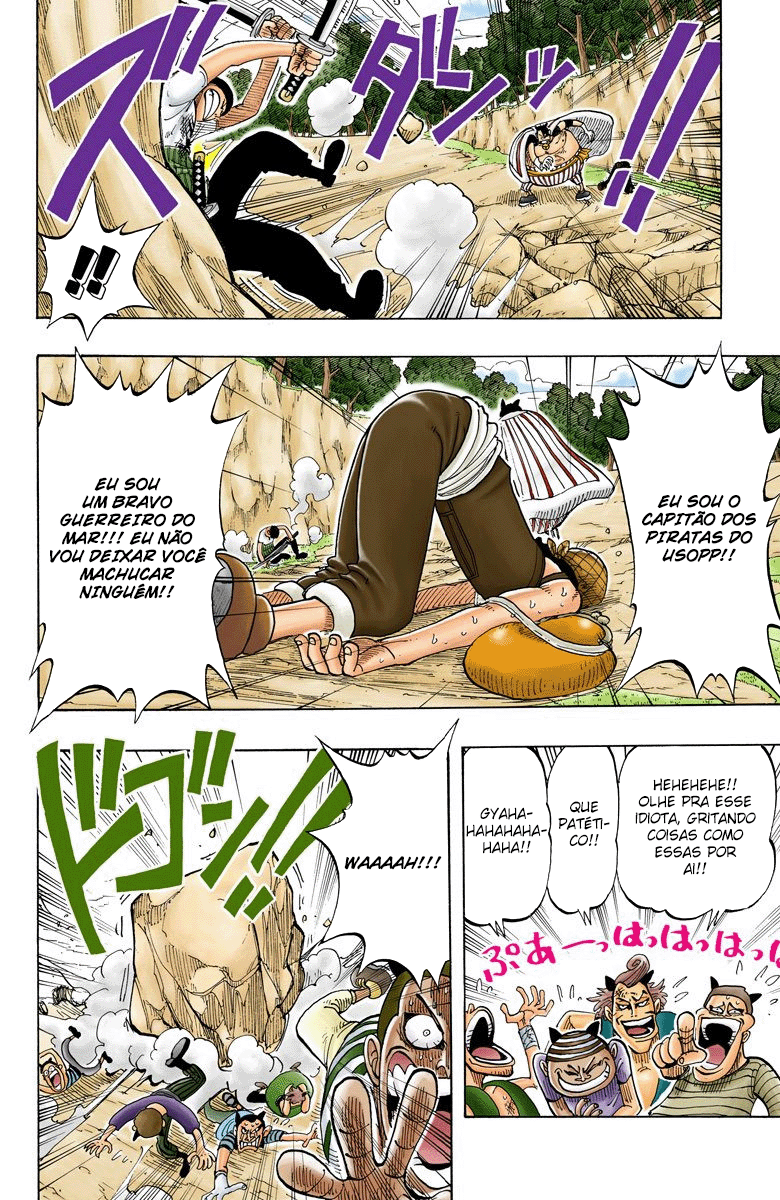 ズダンッ!!
!!
EU SOU O
CAPITÃO DOS
PIRATAS DO
USOPP!!
EU SOU
UM BRAVO
GUERREIRO DO
MAR!!! EU NÃO
VOU DEIXAR VOCÊ
MACHUCAR
NINGUÉM!!
HEHEHEHE!!
OLHE PRA ESSE
IDIOTA, GRITANDO
COISAS COMO
ESSAS POR
AI!!
QUE
PATÉTI-
CO!!
GYAHA-
HAHAHAHA-
HAHA!!
ぷあーっはっはっはっは
WAAAAH!!!
ドゴン!!